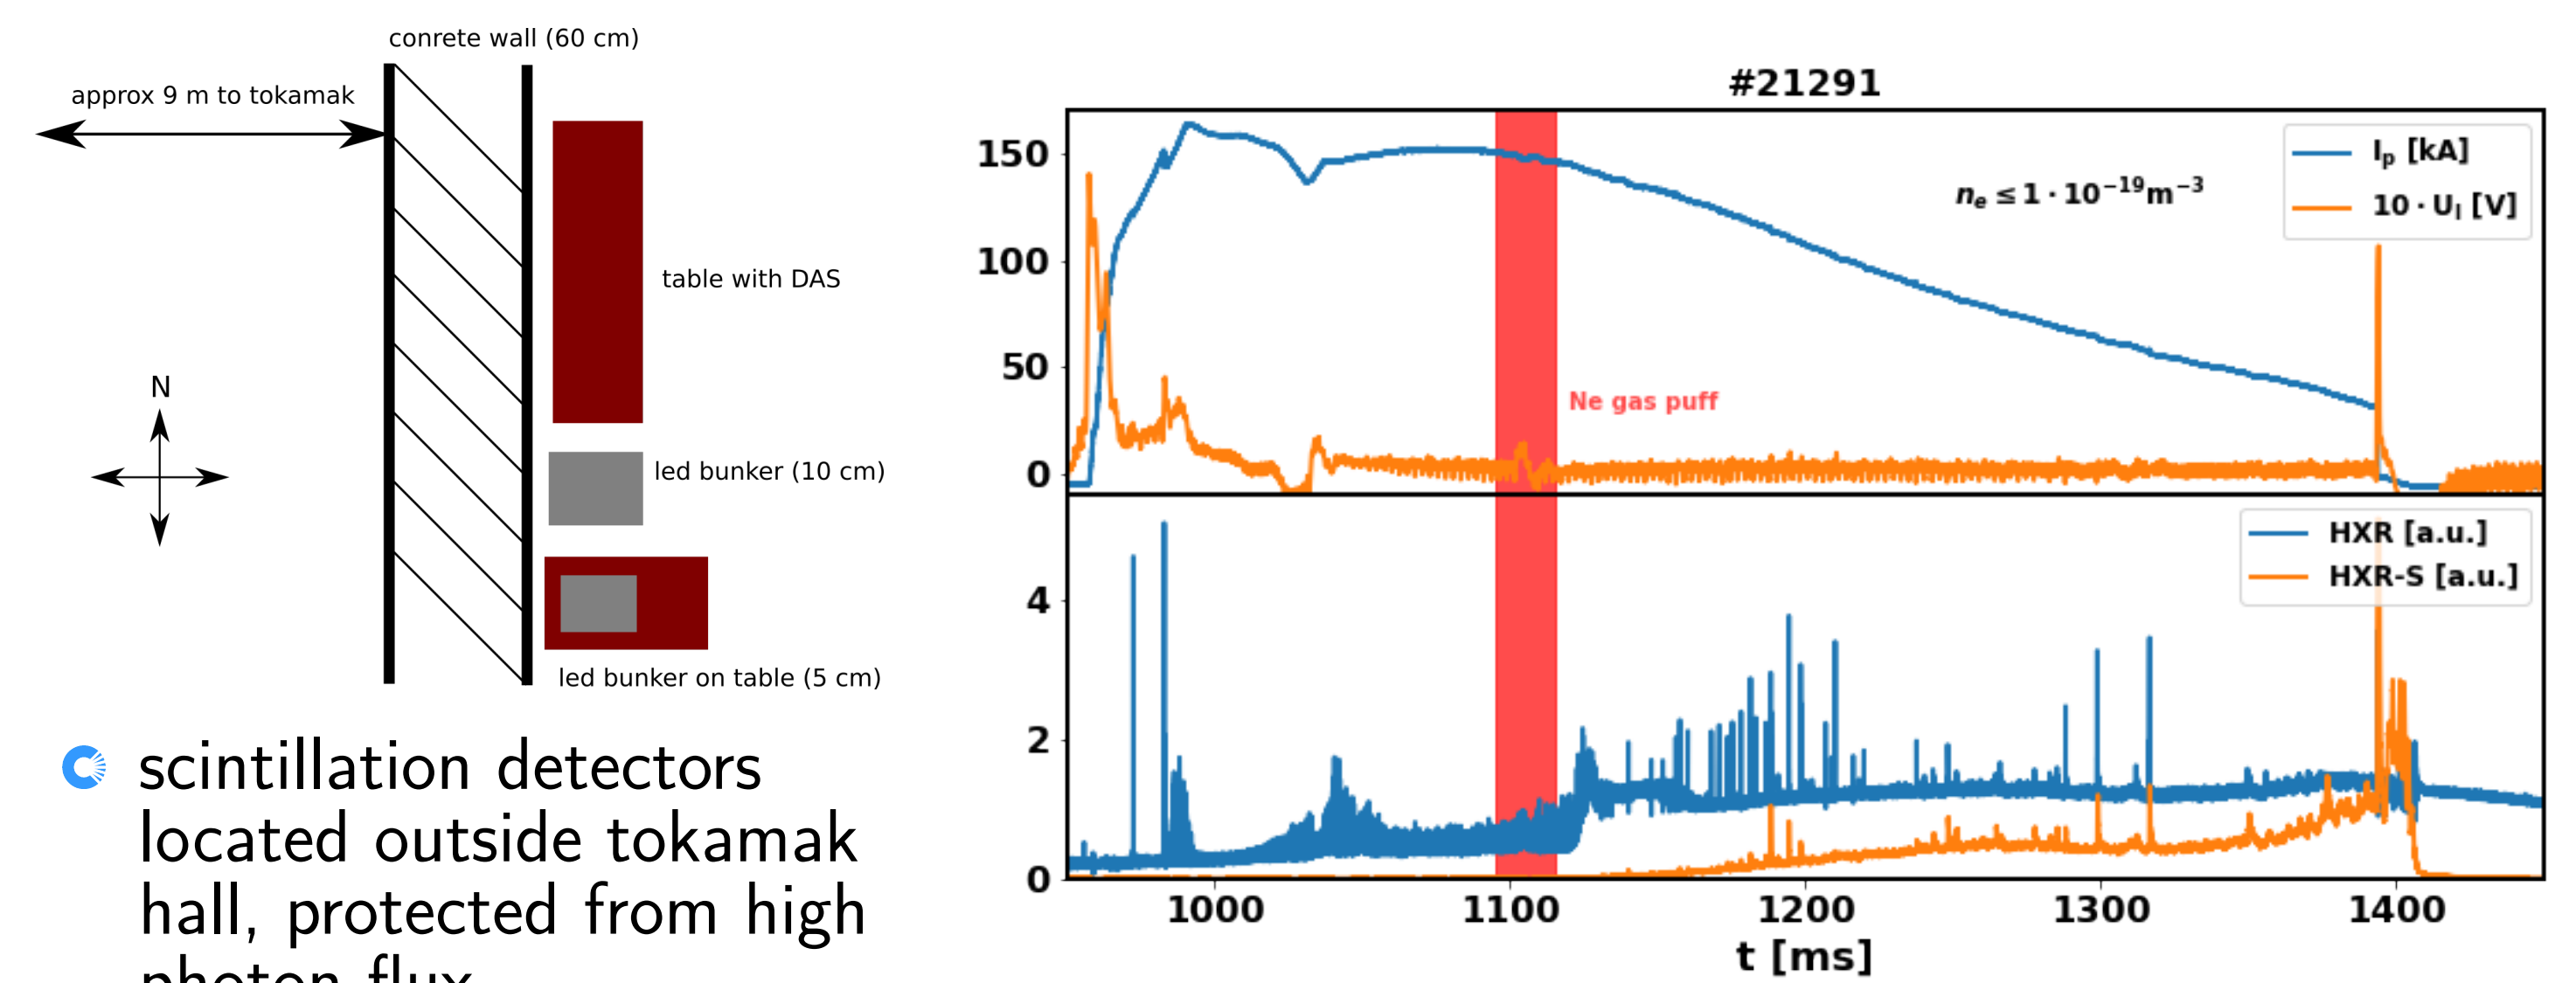 conrete wall (60 cm)
approx 9 m to tokamak
table with DAS
N
led bunker (10 cm)
led bunker on table (5 cm)
scintillation detectors
located outside tokamak
hall, protected from high
photon flux
#21291
150
100
50
0
Iₚ [kA]
10 · Uₗ [V]
nₑ ≤ 1 · 10⁻¹⁹m⁻³
Ne gas puff
HXR [a.u.]
HXR-S [a.u.]
4
2
0
1000 1100 1200 1300 1400
t [ms]